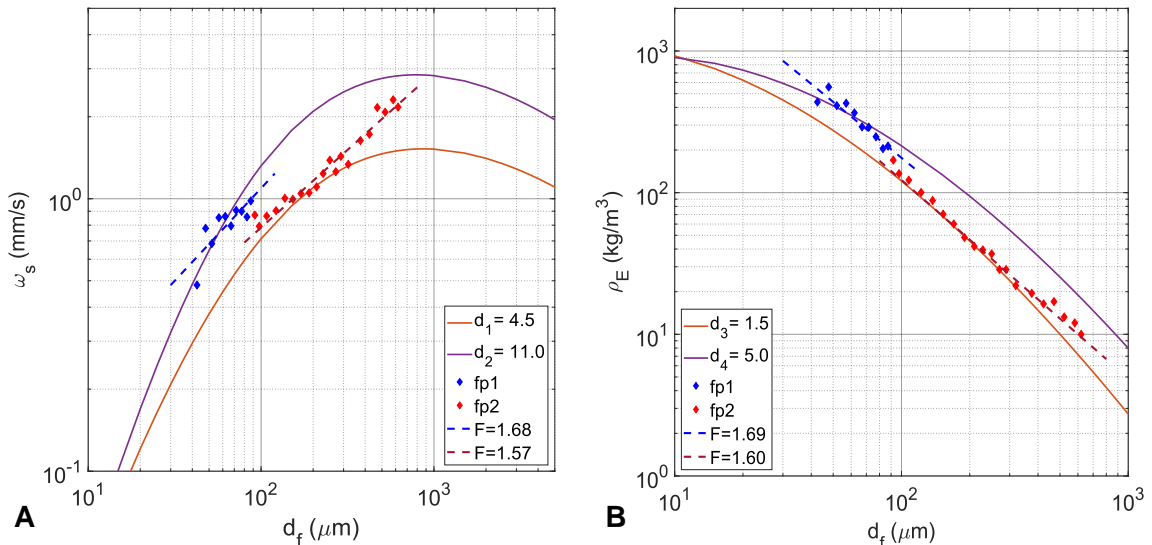 10^0
10^-1
ω_s (mm/s)
10^1
10^2
10^3
d_f (μm)
A
d_1= 4.5
d_2= 11.0
fp1
fp2
F=1.68
F=1.57
10^3
10^2
10^1
10^0
ρ_E (kg/m^3)
10^1
10^2
10^3
d_f (μm)
B
d_3= 1.5
d_4= 5.0
fp1
fp2
F=1.69
F=1.60